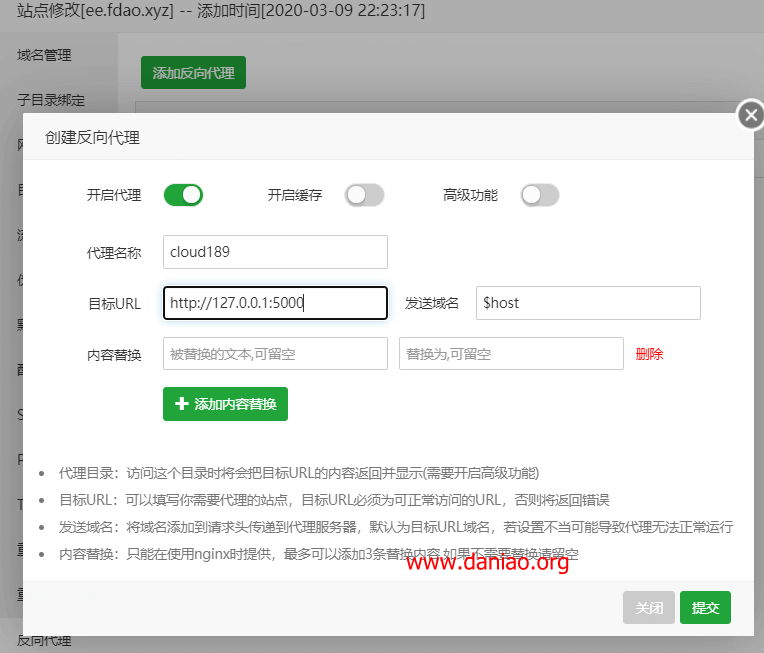 站点修改[ee.fdao.xyz] -- 添加时间[2020-03-09 22:23:17]
域名管理
添加反向代理
子目录绑定
创建反向代理
开启代理 开启缓存 高级功能
代理名称 cloud189
目标URL http://127.0.0.1:5000 发送域名 $host
内容替换 被替换的文本,可留空 替换为,可留空 删除
添加内容替换
代理目录：访问这个目录时将会把目标URL的内容返回并显示(需要开启高级功能)
目标URL：可以填写你需要代理的站点，目标URL必须为可正常访问的URL，否则将返回错误
发送域名：将域名添加到请求头传递到代理服务器，默认为目标URL域名，若设置不当可能导致代理无法正常运行
内容替换：只能在使用nginx时提供，最多可以添加3条替换内容,如果不需要替换请留空
www.daniao.org
关闭 提交
反向代理